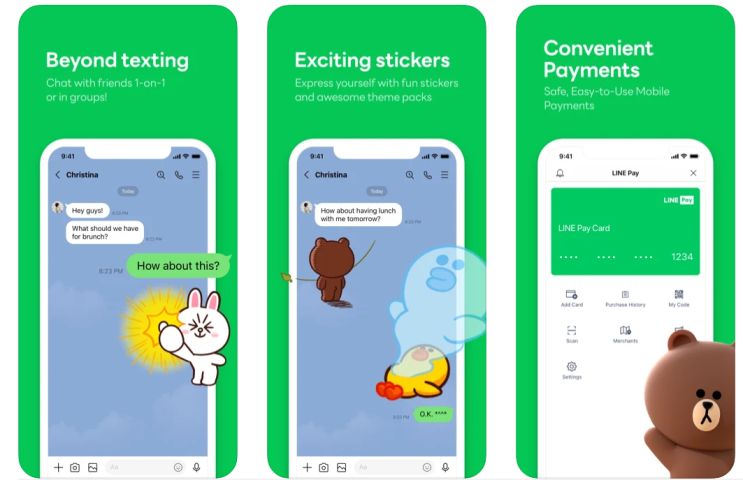 Beyond texting
Chat with friends 1-on-1
or in groups!
9:41
Christina
Today
Hey guys!
8:23 PM
What should we have
for brunch?
8:23 PM
8:23 PM
How about this?
Aa
Exciting stickers
Express yourself with fun stickers
and awesome theme packs
9:41
Christina
Today
How about having lunch
with me tomorrow?
8:23 PM
8:23 PM
O.K. ****
Aa
Convenient
Payments
Safe, Easy-to-Use Mobile
Payments
9:41
LINE Pay
LINE Pay
LINE Pay Card
•••• •••• •••• 1234
Add Card
Purchase History
My Code
Scan
Merchants
Settings